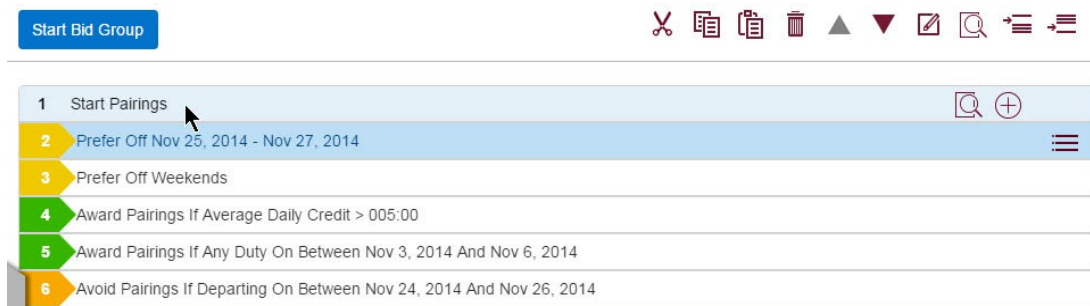 Start Bid Group
1 Start Pairings
2 Prefer Off Nov 25, 2014 - Nov 27, 2014
3 Prefer Off Weekends
4 Award Pairings If Average Daily Credit > 005:00
5 Award Pairings If Any Duty On Between Nov 3, 2014 And Nov 6, 2014
6 Avoid Pairings If Departing On Between Nov 24, 2014 And Nov 26, 2014